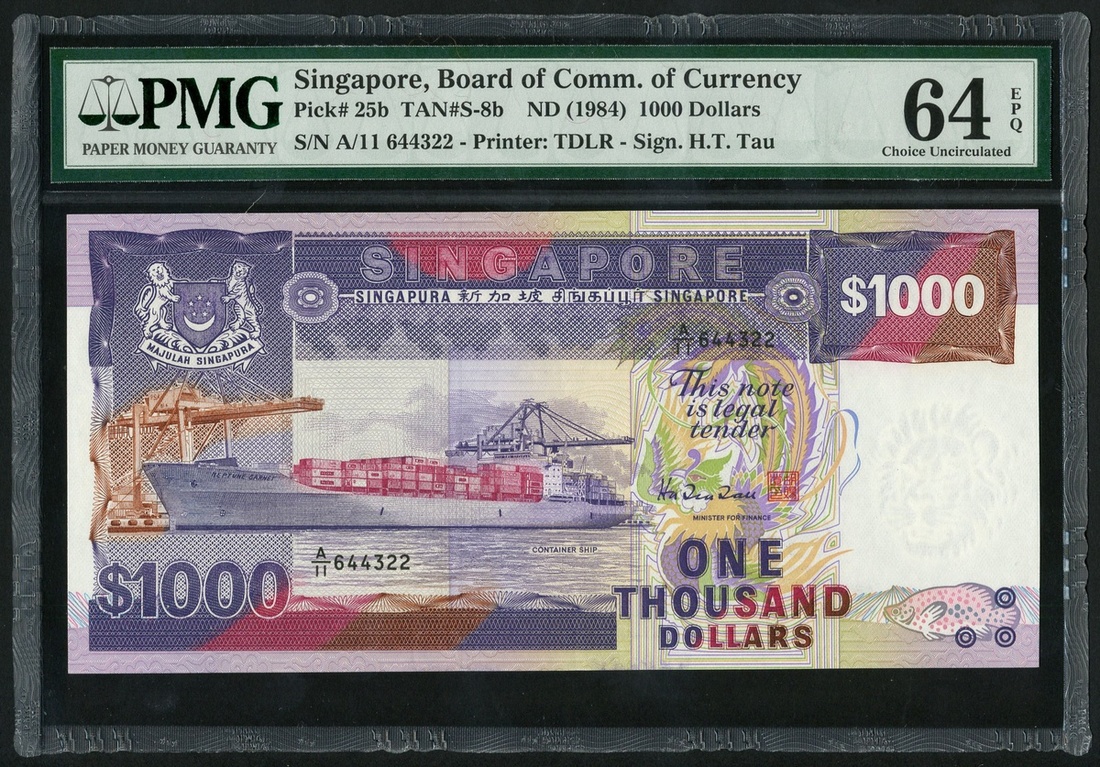 PMG
PAPER MONEY GUARANTY
Singapore, Board of Comm. of Currency
Pick# 25b TAN#S-8b ND (1984) 1000 Dollars
S/N A/11 644322 - Printer: TDLR - Sign. H.T. Tau
64
EPQ
Choice Uncirculated
SINGAPORE
SINGAPURA 新加坡 சிங்கப்பூர் SINGAPORE
$1000
MAJULAH SINGAPURA
A/11 644322
This note
is legal
tender
NEPTUNE GARNET
MINISTER FOR FINANCE
CONTAINER SHIP
A/11 644322
$1000
ONE
THOUSAND
DOLLARS